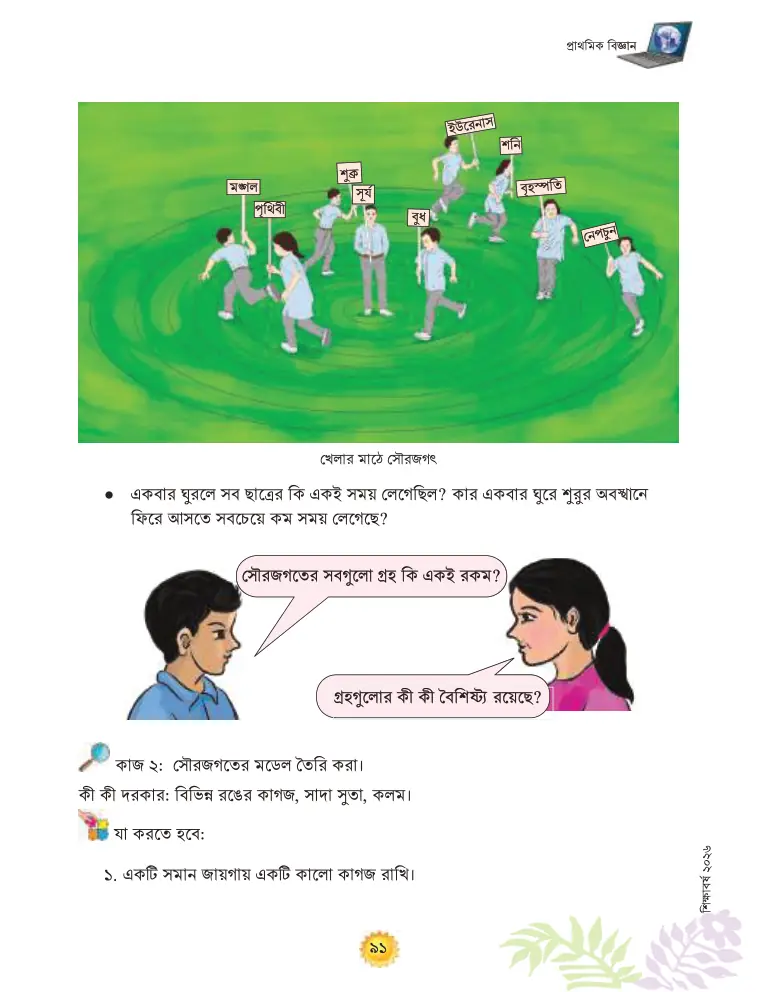 প্রাথমিক বিজ্ঞান
ইউরেনাস
শনি
শুক্র
মঙ্গল
সূর্য
বৃহস্পতি
পৃথিবী
বুধ
নেপচুন
খেলার মাঠে সৌরজগৎ
● একবার ঘুরলে সব ছাত্রের কি একই সময় লেগেছিল? কার একবার ঘুরে শুরুর অবস্থানে
ফিরে আসতে সবচেয়ে কম সময় লেগেছে?
সৌরজগতের সবগুলো গ্রহ কি একই রকম?
গ্রহগুলোর কী কী বৈশিষ্ট্য রয়েছে?
কাজ ২: সৌরজগতের মডেল তৈরি করা।
কী কী দরকার: বিভিন্ন রঙের কাগজ, সাদা সুতা, কলম।
যা করতে হবে:
১. একটি সমান জায়গায় একটি কালো কাগজ রাখি।
শিক্ষাবর্ষ ২০২৬
৯১